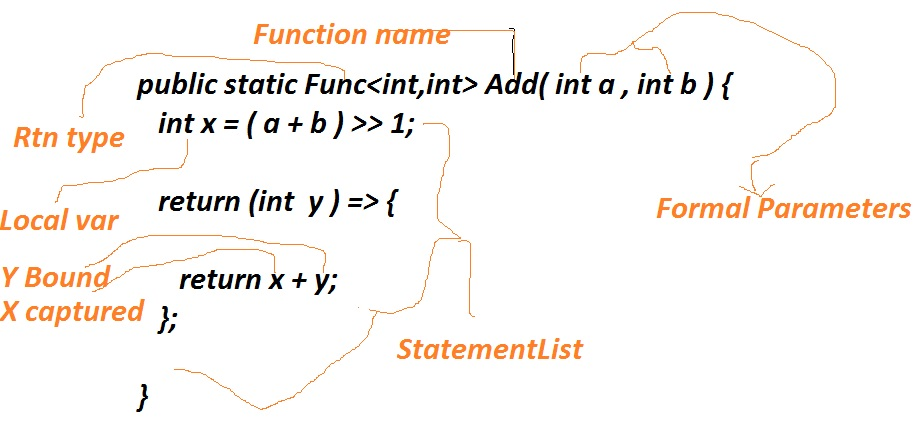 Function name
public static Func<int,int> Add( int a , int b ) {
Rtn type
int x = ( a + b ) >> 1;
Local var
return (int y ) => {
Formal Parameters
Y Bound
return x + y;
X captured
};
StatementList
}